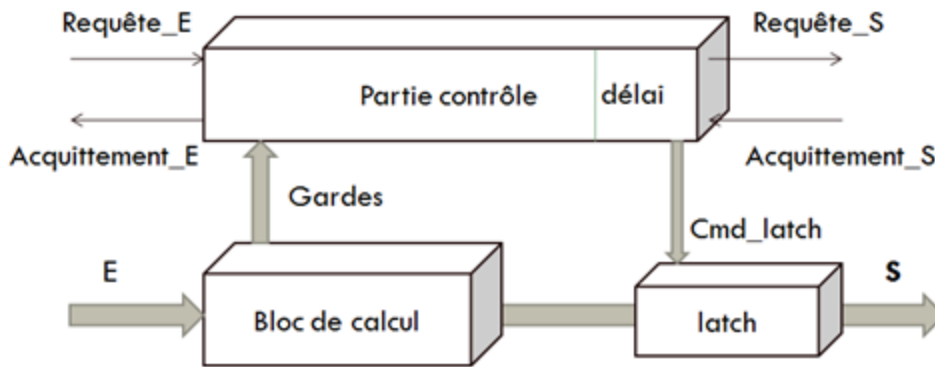 Requête_E
Requête_S
Partie contrôle
délai
Acquittement_E
Acquittement_S
Gardes
Cmd_latch
E
S
Bloc de calcul
latch